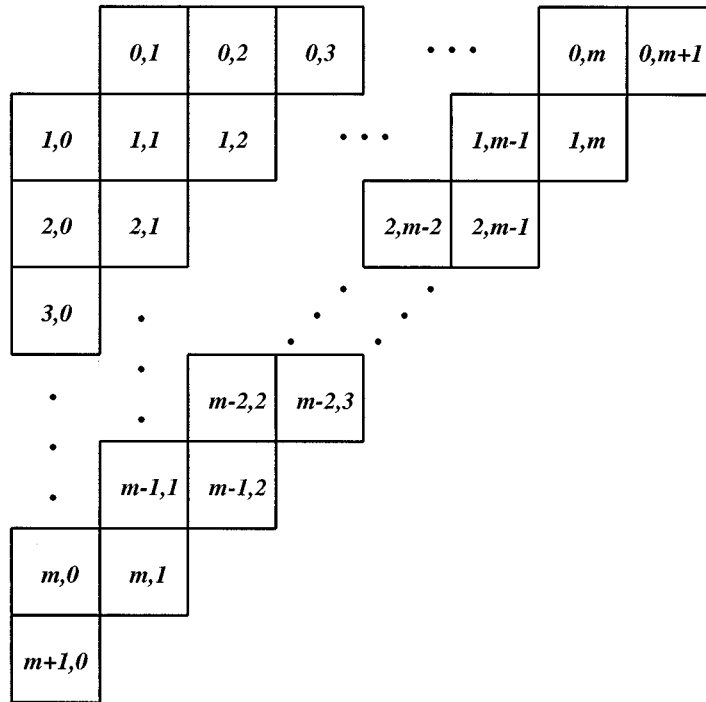 0,1 0,2 0,3 ··· 0,m 0,m+1
1,0 1,1 1,2 ··· 1,m-1 1,m
2,0 2,1 2,m-2 2,m-1
3,0
m-2,2 m-2,3
m-1,1 m-1,2
m,0 m,1
m+1,0